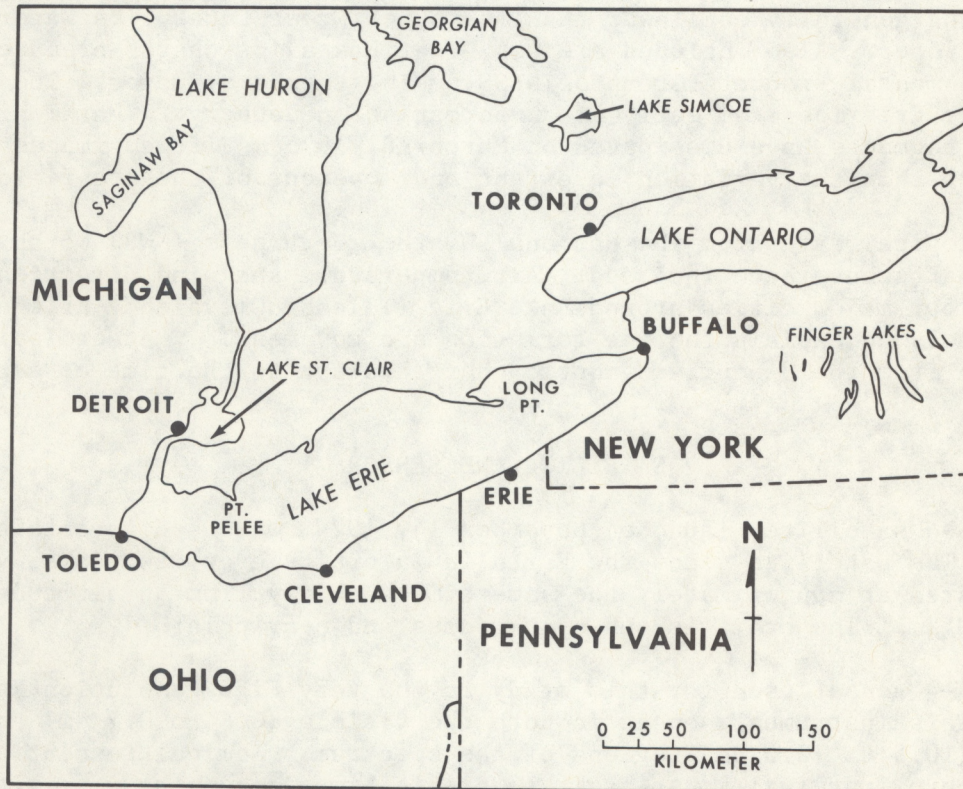 GEORGIAN
BAY
LAKE HURON
LAKE SIMCOE
SAGINAW BAY
TORONTO
LAKE ONTARIO
MICHIGAN
BUFFALO
FINGER LAKES
LAKE ST. CLAIR
LONG
PT.
DETROIT
NEW YORK
LAKE ERIE
PT.
PELEE
ERIE
TOLEDO
N
CLEVELAND
PENNSYLVANIA
OHIO
0 25 50 100 150
KILOMETER